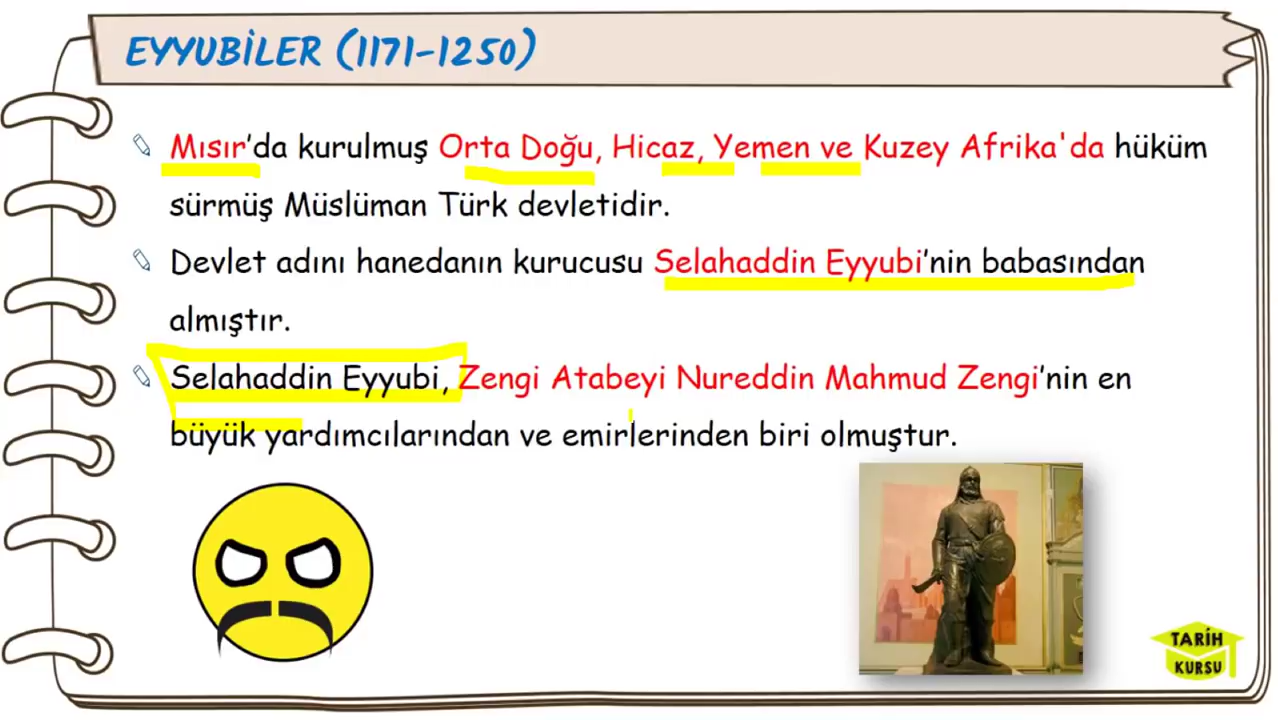 EYYUBİLER (1171-1250)
Mısır'da kurulmuş Orta Doğu, Hicaz, Yemen ve Kuzey Afrika'da hüküm
sürmüş Müslüman Türk devletidir.
Devlet adını hanedanın kurucusu Selahaddin Eyyubi'nin babasından
almıştır.
Selahaddin Eyyubi, Zengi Atabeyi Nureddin Mahmud Zengi'nin en
büyük yardımcılarından ve emirlerinden biri olmuştur.
TARİH
KURSU